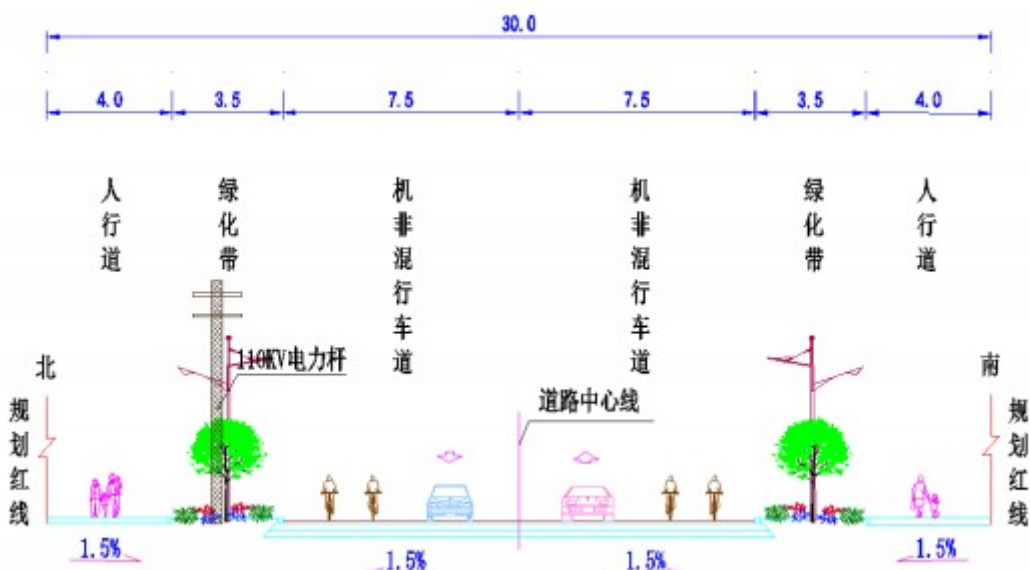 30.0
4.0
3.5
7.5
7.5
3.5
4.0
人行道
绿化带
机非混行车道
机非混行车道
绿化带
人行道
110KV电力杆
北
南
道路中心线
规划红线
规划红线
1.5%
1.5%
1.5%
1.5%